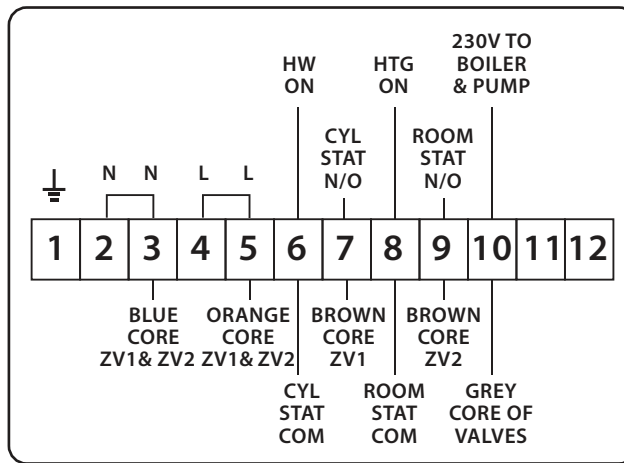 230V TO
BOILER
& PUMP
HW
ON
HTG
ON
CYL
STAT
N/O
ROOM
STAT
N/O
N N L L
1 2 3 4 5 6 7 8 9 10 11 12
BLUE
CORE
ZV1& ZV2
ORANGE
CORE
ZV1& ZV2
BROWN
CORE
ZV1
BROWN
CORE
ZV2
CYL
STAT
COM
ROOM
STAT
COM
GREY
CORE OF
VALVES